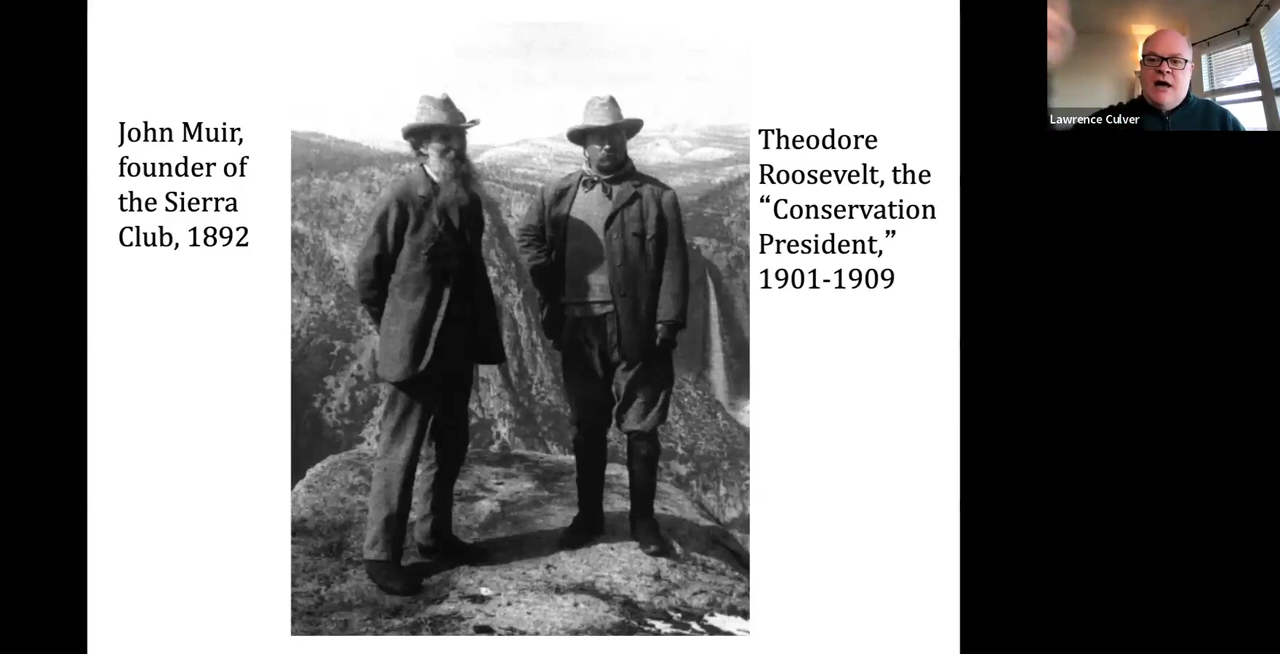 John Muir,
founder of
the Sierra
Club, 1892
Theodore
Roosevelt, the
“Conservation
President,”
1901-1909
Lawrence Culver